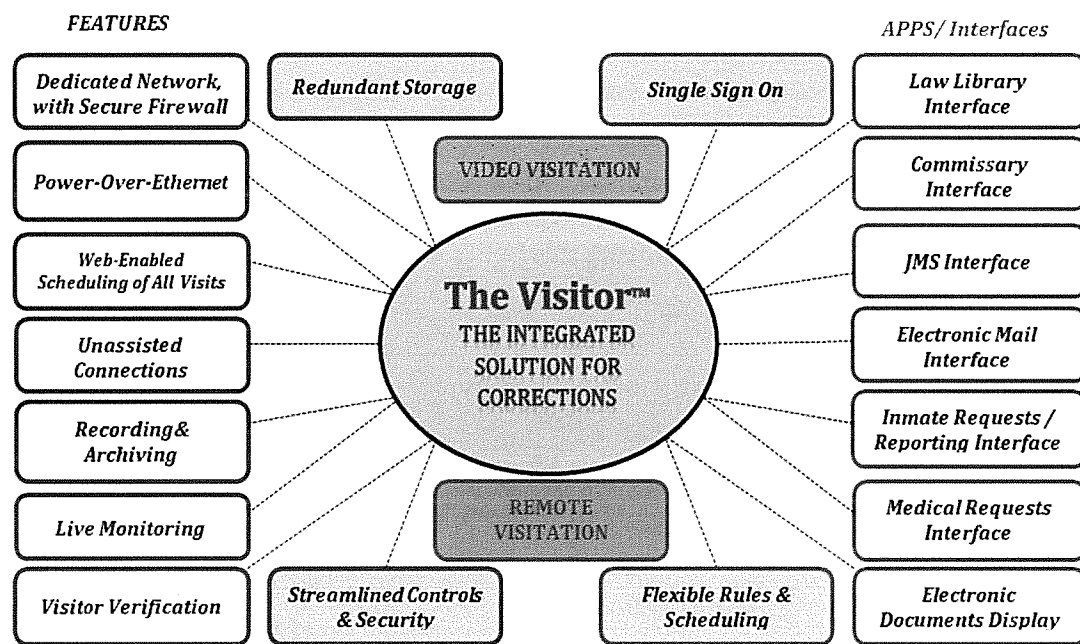 FEATURES
APPS/ Interfaces
Dedicated Network,
with Secure Firewall
Redundant Storage
Single Sign On
Law Library
Interface
Power-Over-Ethernet
VIDEO VISITATION
Commissary
Interface
Web-Enabled
Scheduling of All Visits
JMS Interface
The Visitor™
THE INTEGRATED
SOLUTION FOR
CORRECTIONS
Unassisted
Connections
Electronic Mail
Interface
Recording &
Archiving
Inmate Requests /
Reporting Interface
Live Monitoring
REMOTE
VISITATION
Medical Requests
Interface
Visitor Verification
Streamlined Controls
& Security
Flexible Rules &
Scheduling
Electronic
Documents Display